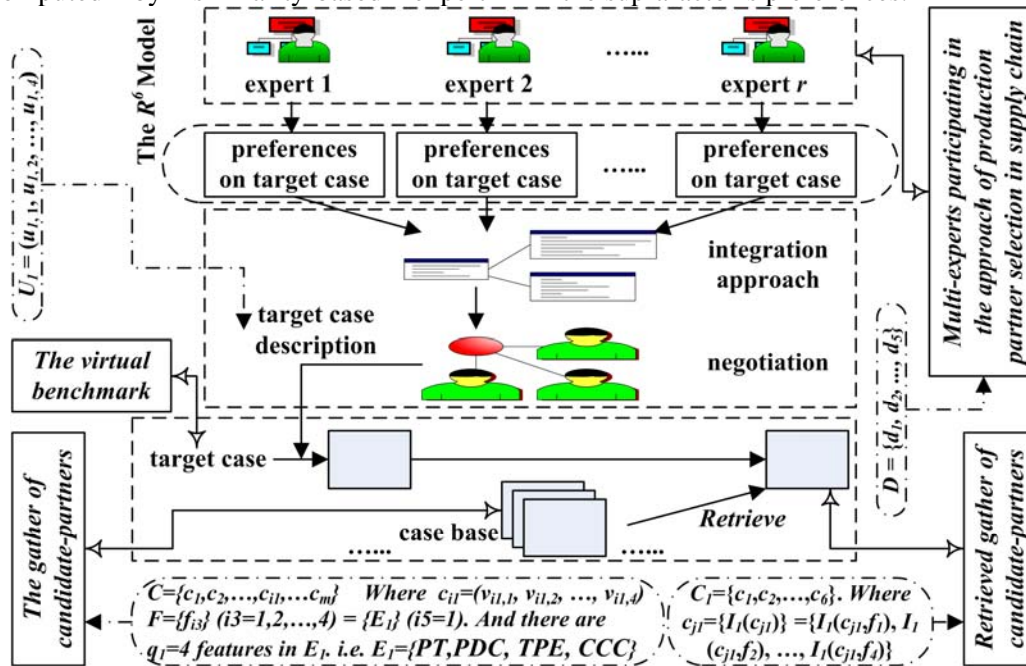 The R⁶ Model
expert 1
expert 2
……
expert r
preferences
on target case
preferences
on target case
……
preferences
on target case
U₁ = (u₁,₁, u₁,₂, …, u₁,₄)
integration
approach
target case
description
negotiation
Multi-experts participating in
the approach of production
partner selection in supply chain
D = {d₁, d₂, …, d₅}
The virtual
benchmark
target case
case base
Retrieve
……
……
The gather of
candidate-partners
Retrieved gather of
candidate-partners
C={c₁,c₂,…,cᵢ₁,…cₘ} Where cᵢ₁=(vᵢ₁,₁, vᵢ₁,₂, …, vᵢ₁,₄)
F={fᵢ₃} (i3=1,2,…,4) = {E₁} (i5=1). And there are
q₁=4 features in E₁. i.e. E₁={PT,PDC, TPE, CCC}
C₁={c₁,c₂,…,c₆}. Where
cⱼ₁={I₁(cⱼ₁)} ={I₁(cⱼ₁,f₁), I₁
(cⱼ₁,f₂), …, I₁(cⱼ₁,f₄)}